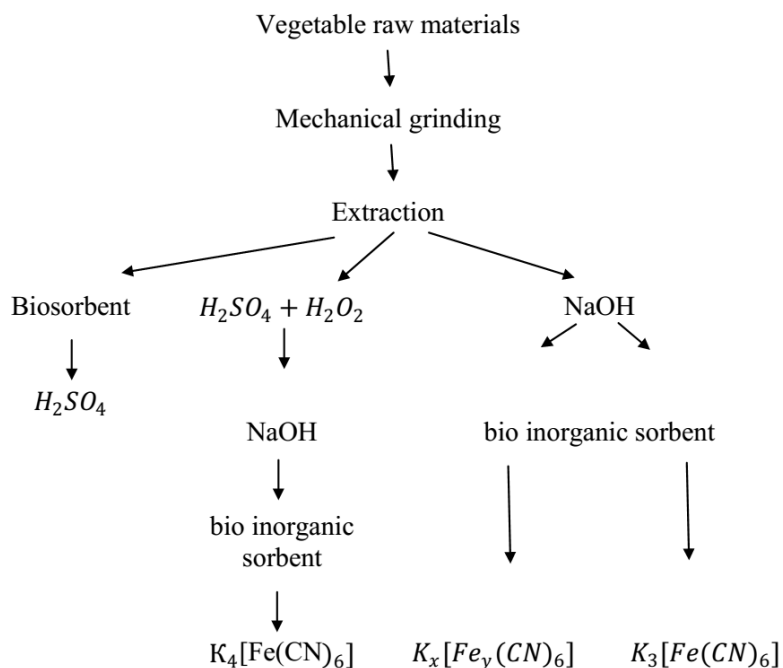 Vegetable raw materials
Mechanical grinding
Extraction
Biosorbent
H₂SO₄ + H₂O₂
NaOH
H₂SO₄
NaOH
bio inorganic sorbent
bio inorganic
sorbent
K₄[Fe(CN)₆]
Kₓ[Feᵧ(CN)₆]
K₃[Fe(CN)₆]